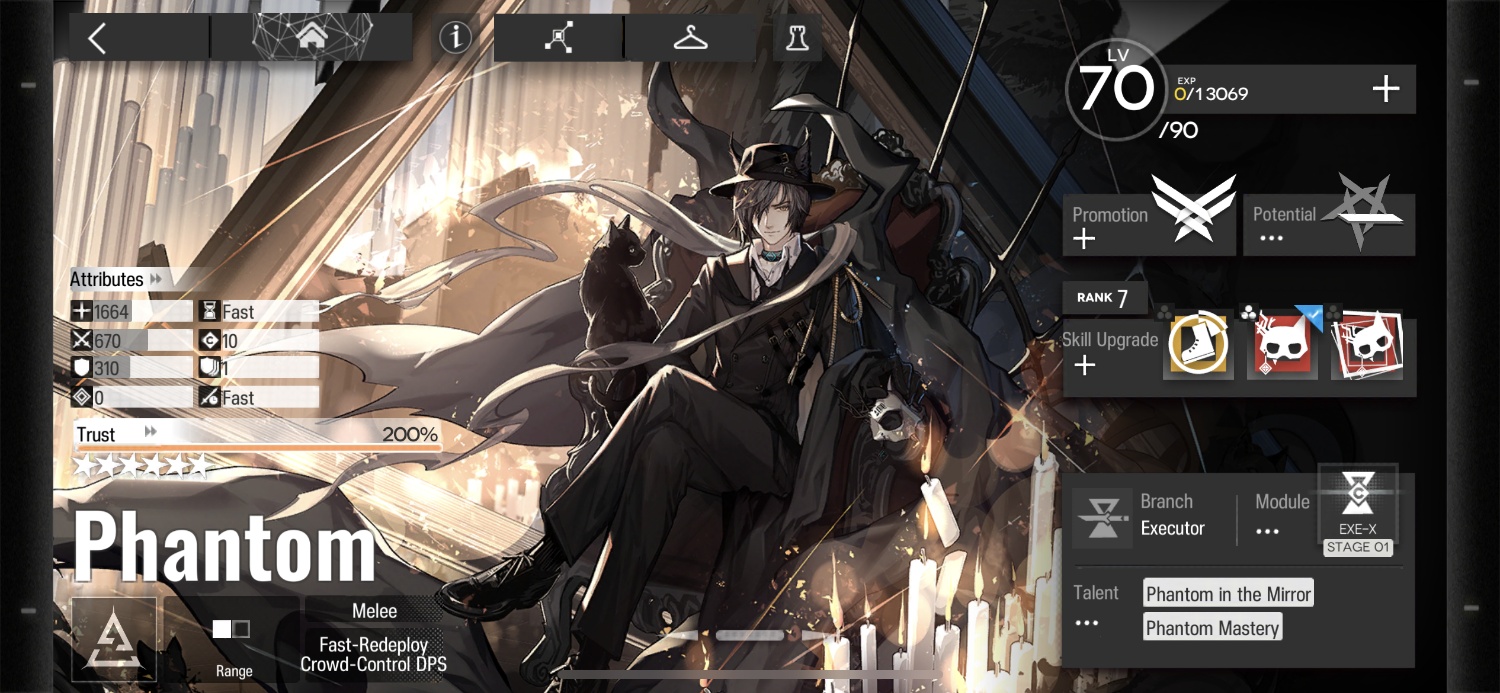 LV
70
EXP
0/13069
/90
Promotion
Potential
RANK 7
Skill Upgrade
Attributes
1664
Fast
670
10
310
1
0
Fast
Trust
200%
Phantom
Range
Melee
Fast-Redeploy
Crowd-Control DPS
Branch
Executor
Module
EXE-X
STAGE 01
Talent
Phantom in the Mirror
Phantom Mastery